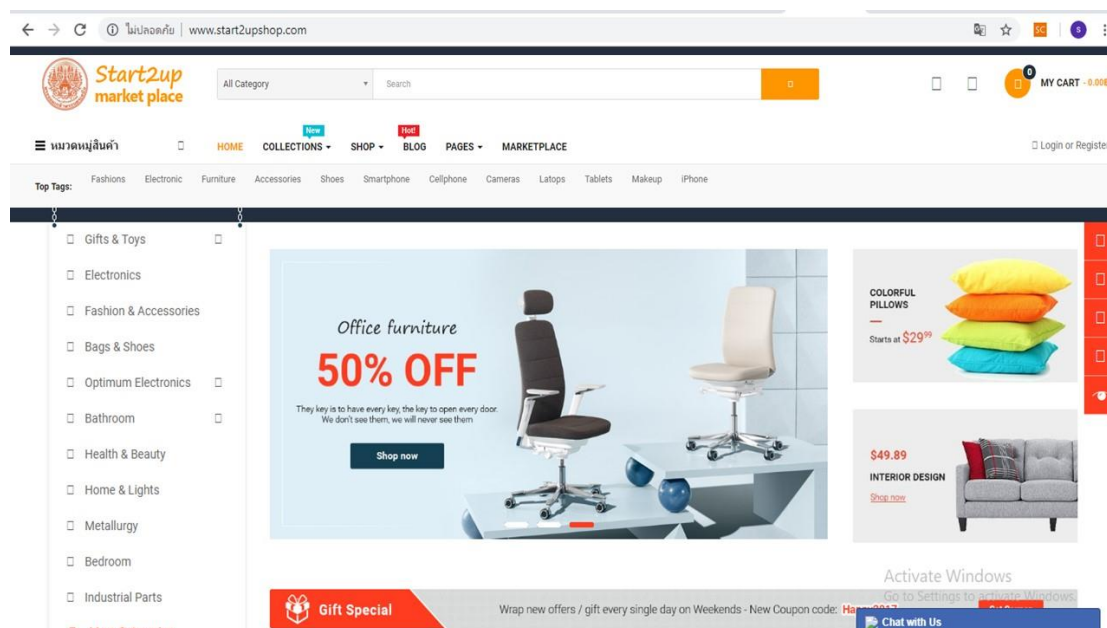 ไม่ปลอดภัย | www.start2upshop.com
SC
s
Start2up
market place
All Category
Search
0
MY CART - 0.00฿
หมวดหมู่สินค้า
HOME
New
COLLECTIONS
SHOP
Hot!
BLOG
PAGES
MARKETPLACE
Login or Register
Top Tags:
Fashions Electronic Furniture Accessories Shoes Smartphone Cellphone Cameras Latops Tablets Makeup iPhone
Gifts & Toys
Electronics
Fashion & Accessories
Bags & Shoes
Optimum Electronics
Bathroom
Health & Beauty
Home & Lights
Metallurgy
Bedroom
Industrial Parts
Office furniture
50% OFF
They key is to have every key, the key to open every door.
We don't see them, we will never see them
Shop now
COLORFUL
PILLOWS
Starts at $29⁹⁹
$49.89
INTERIOR DESIGN
Shop now
Gift Special
Wrap new offers / gift every single day on Weekends - New Coupon code:
Activate Windows
Go to Settings to activate Windows.
Chat with Us